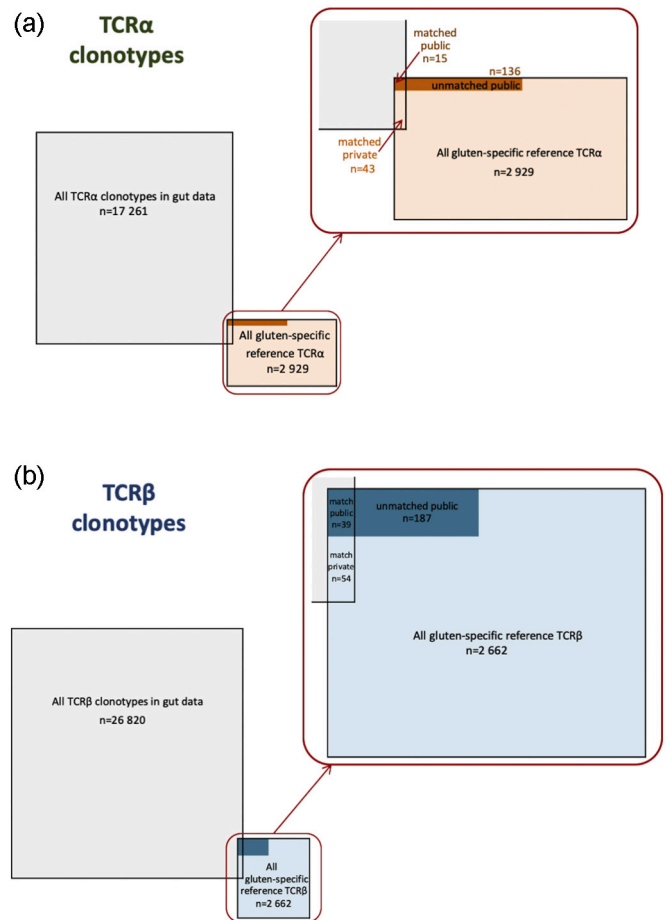 (a)
TCRα
clonotypes
matched
public
n=15
n=136
unmatched public
matched
private
n=43
All gluten-specific reference TCRα
n=2 929
All TCRα clonotypes in gut data
n=17 261
All gluten-specific
reference TCRα
n=2 929
(b)
TCRβ
clonotypes
match
public
n=39
unmatched public
n=187
match
private
n=54
All gluten-specific reference TCRβ
n=2 662
All TCRβ clonotypes in gut data
n=26 820
All
gluten-specific
reference TCRβ
n=2 662